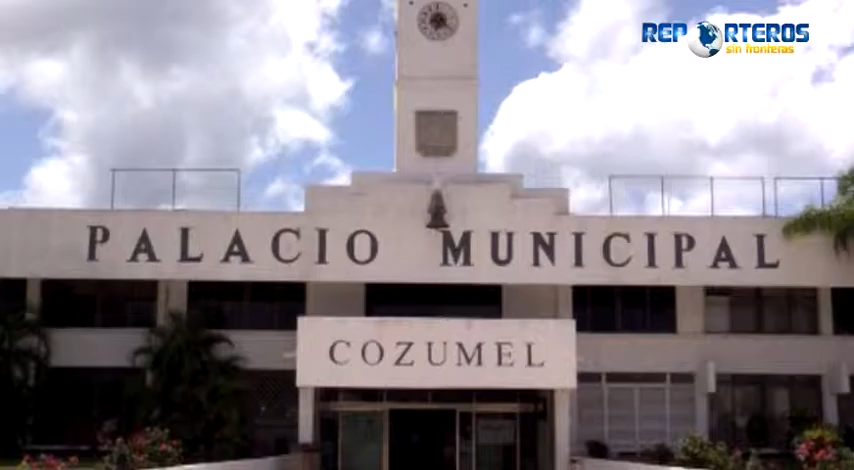 REPORTEROS
sin fronteras
PALACIO MUNICIPAL
COZUMEL